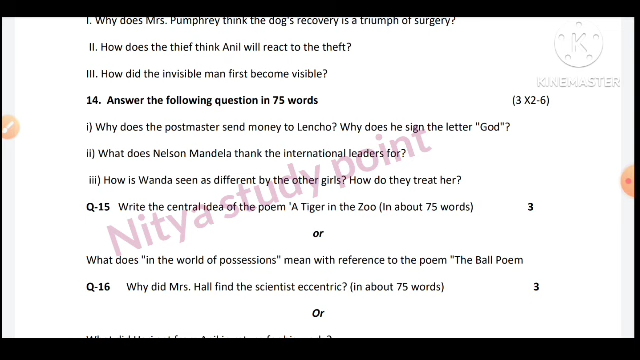 I. Why does Mrs. Pumphrey think the dog's recovery is a triumph of surgery?
II. How does the thief think Anil will react to the theft?
III. How did the invisible man first become visible?
KINEMASTER
14. Answer the following question in 75 words (3 X2-6)
i) Why does the postmaster send money to Lencho? Why does he sign the letter "God"?
ii) What does Nelson Mandela thank the international leaders for?
iii) How is Wanda seen as different by the other girls? How do they treat her?
Nitya study point
Q-15 Write the central idea of the poem 'A Tiger in the Zoo (In about 75 words) 3
or
What does "in the world of possessions" mean with reference to the poem "The Ball Poem
Q-16 Why did Mrs. Hall find the scientist eccentric? (in about 75 words) 3
Or